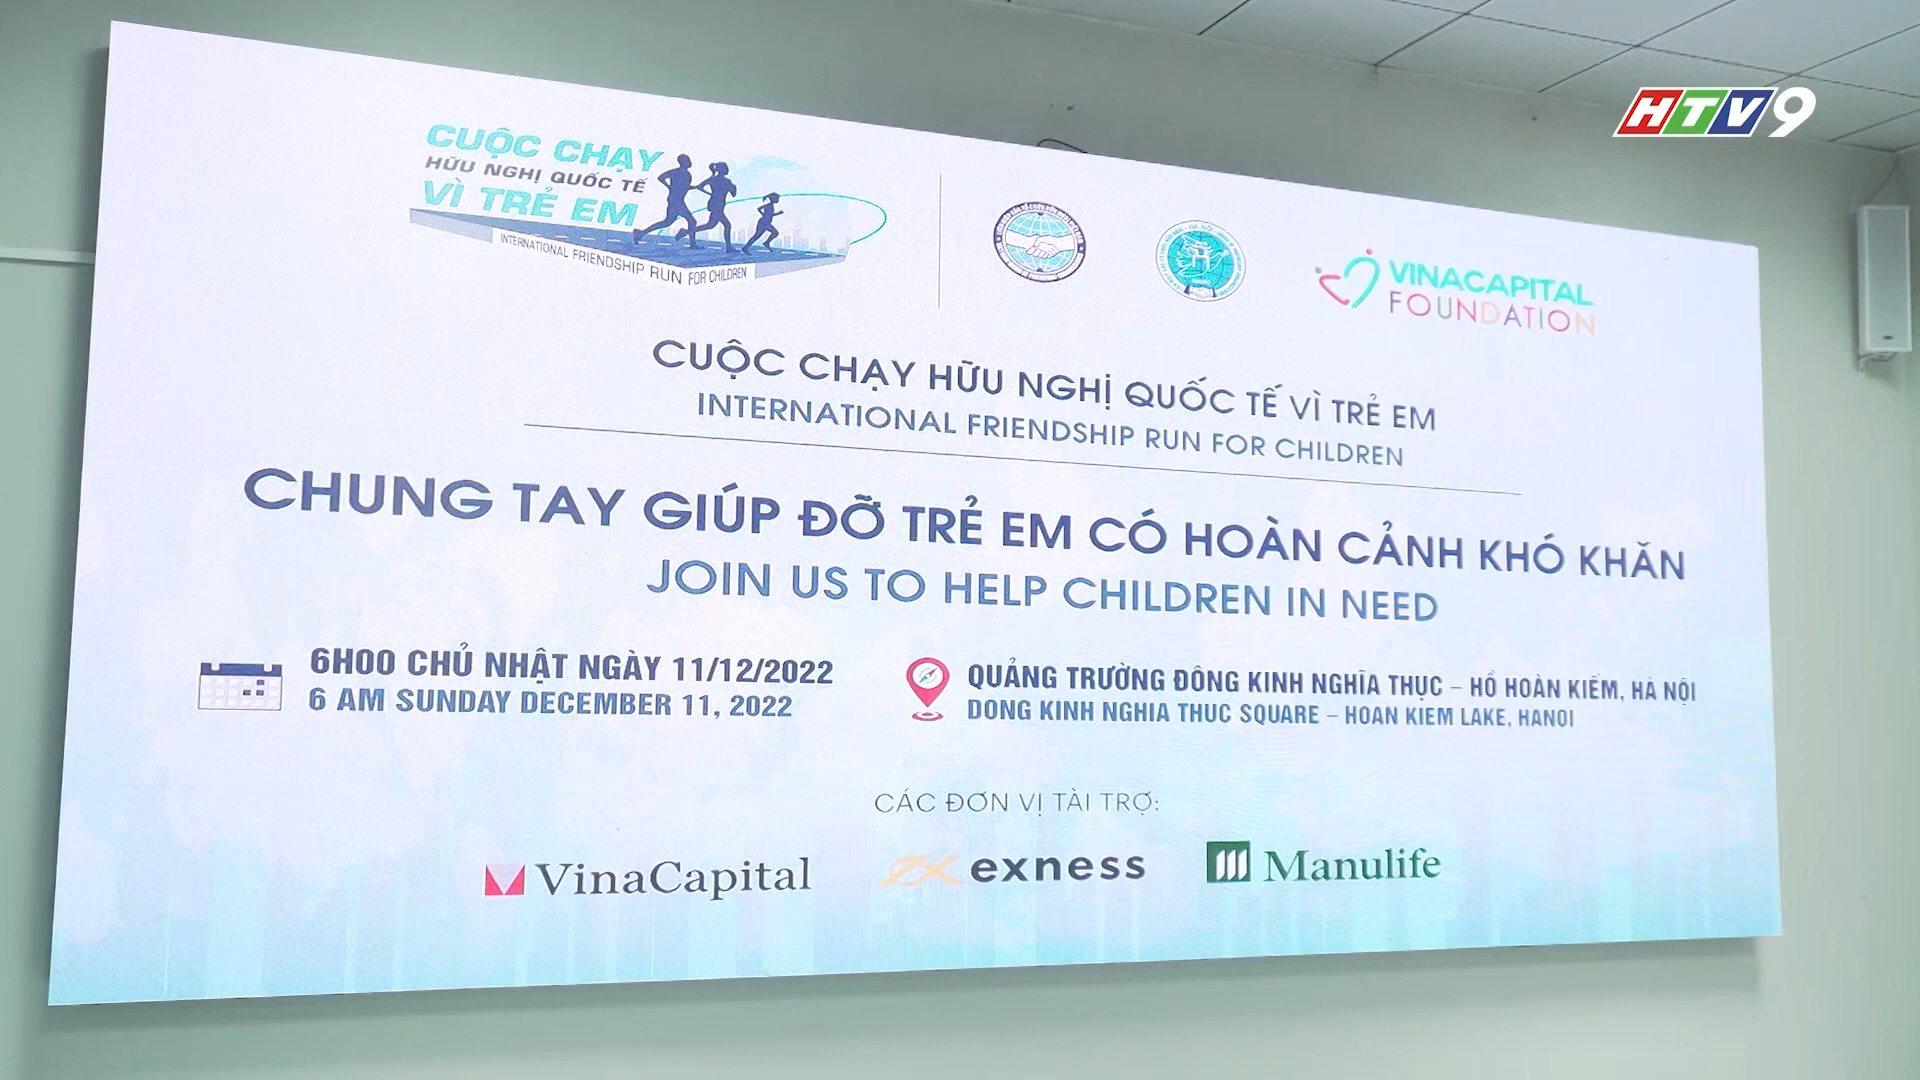 HTV9
CUỘC CHẠY
HỮU NGHỊ QUỐC TẾ
VÌ TRẺ EM
INTERNATIONAL FRIENDSHIP RUN FOR CHILDREN
VINACAPITAL
FOUNDATION
CUỘC CHẠY HỮU NGHỊ QUỐC TẾ VÌ TRẺ EM
INTERNATIONAL FRIENDSHIP RUN FOR CHILDREN
CHUNG TAY GIÚP ĐỠ TRẺ EM CÓ HOÀN CẢNH KHÓ KHĂN
JOIN US TO HELP CHILDREN IN NEED
6H00 CHỦ NHẬT NGÀY 11/12/2022
6 AM SUNDAY DECEMBER 11, 2022
QUẢNG TRƯỜNG ĐÔNG KINH NGHĨA THỤC – HỒ HOÀN KIẾM, HÀ NỘI
DONG KINH NGHIA THUC SQUARE – HOAN KIEM LAKE, HANOI
CÁC ĐƠN VỊ TÀI TRỢ:
VinaCapital
exness
Manulife